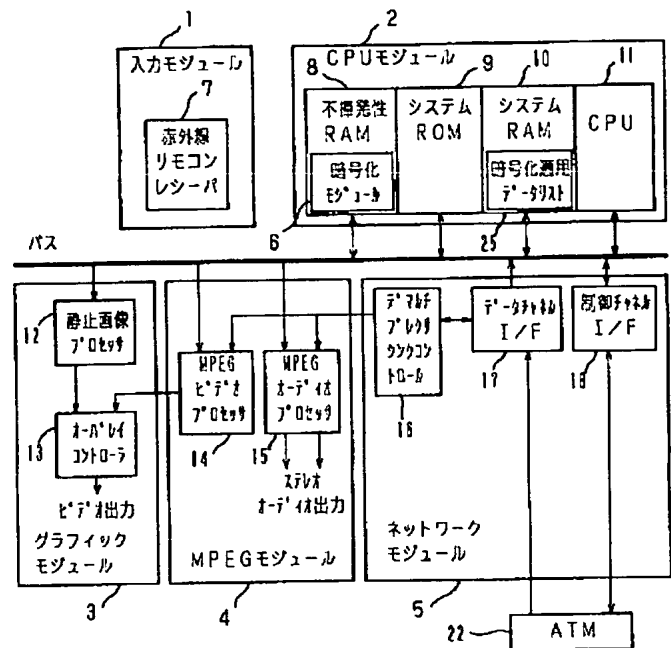 1
入力モジュール
7
赤外線
リモコン
レシーバ
2
CPUモジュール
8
不揮発性
RAM
暗号化
モジュール
6
9
システム
ROM
10
システム
RAM
暗号化適用
データリスト
25
11
CPU
バス
12
静止画像
プロセッサ
13
オーバレイ
コントローラ
ビデオ出力
グラフィック
モジュール
3
MPEG
ビデオ
プロセッサ
14
MPEG
オーディオ
プロセッサ
15
ステレオ
オーディオ出力
MPEGモジュール
4
デマルチ
プレクサ
シンクコン
トロール
16
データチャネル
I/F
17
制御チャネル
I/F
18
ネットワーク
モジュール
5
22
ATM